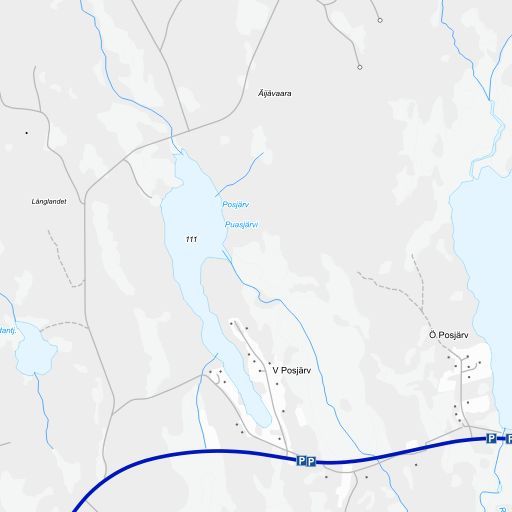 Äijävaara
Långlandet
Posjärv
Puasjärvi
111
Ö Posjärv
V Posjärv
P
P
P
P